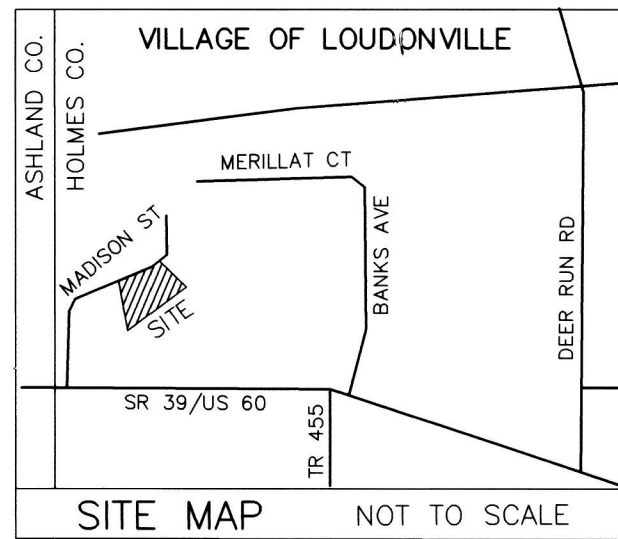 VILLAGE OF LOUDONVILLE
ASHLAND CO.
HOLMES CO.
MERILLAT CT
MADISON ST
SITE
BANKS AVE
DEER RUN RD
SR 39/US 60
TR 455
SITE MAP
NOT TO SCALE